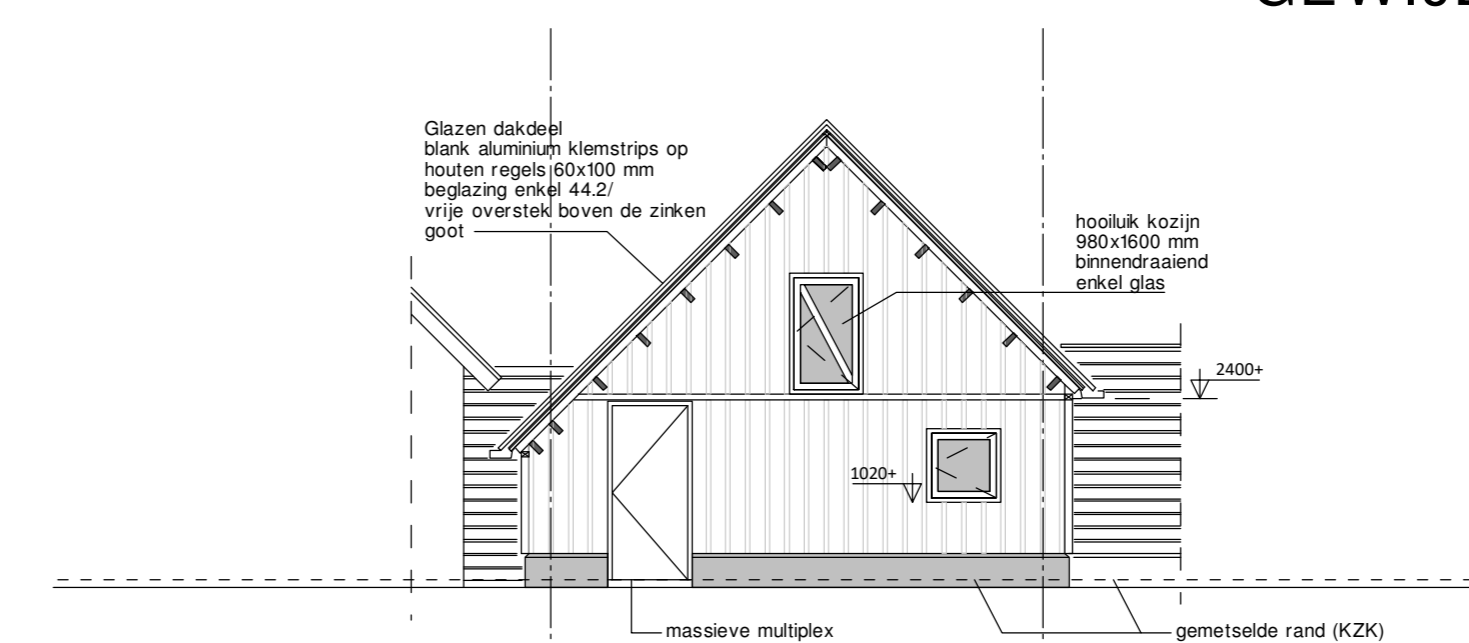 Glazen dakdeel
blank aluminium klemstrips op
houten regels 60x100 mm
beglazing enkel 44.2/
vrije overstek boven de zinken
goot
hooiluik kozijn
980x1600 mm
binnendraaiend
enkel glas
2400+
1020+
massieve multiplex
gemetselde rand (KZK)